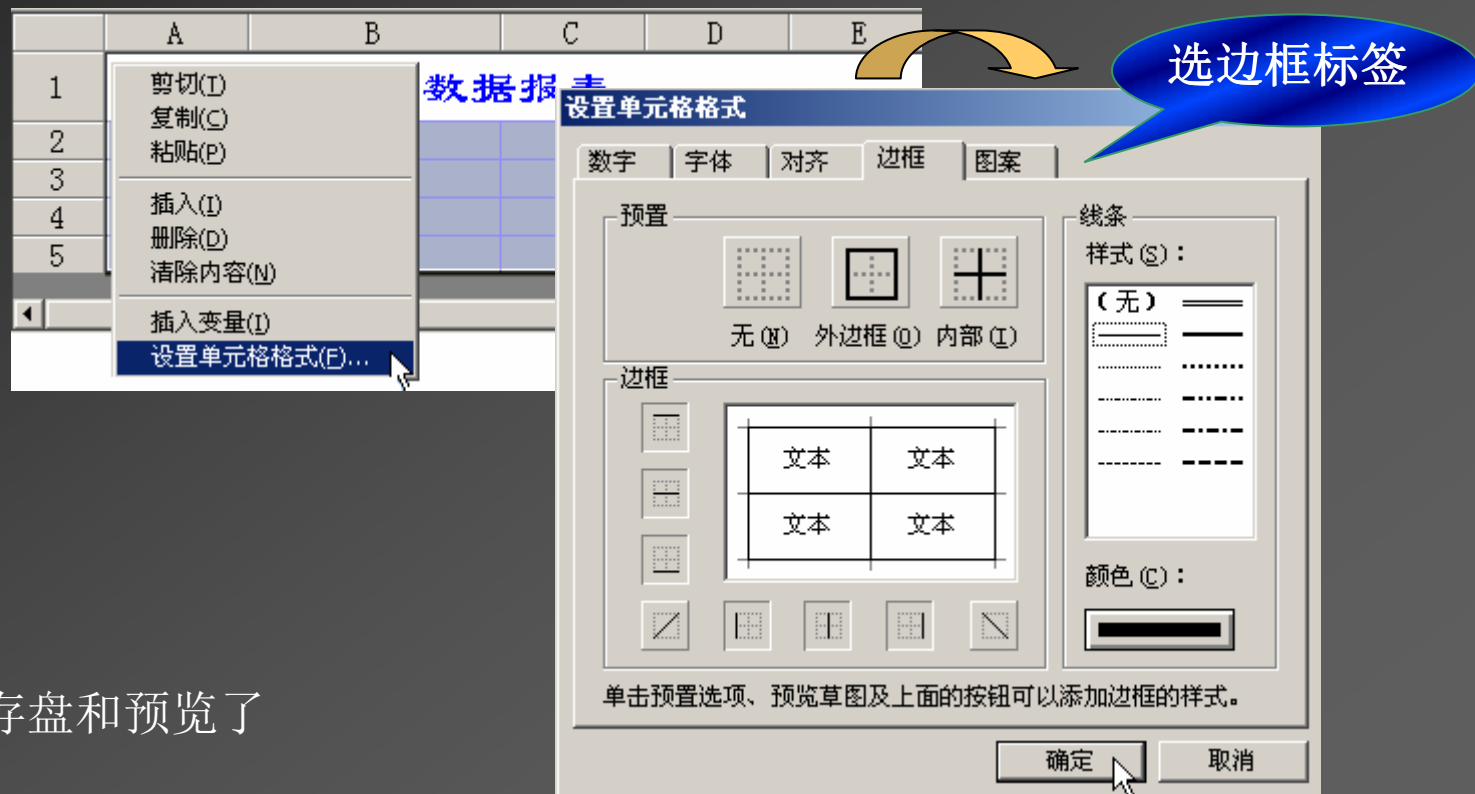 A B C D E
1 数据报表
2
3
4
5
剪切(T)
复制(C)
粘贴(P)
插入(I)
删除(D)
清除内容(N)
插入变量(I)
设置单元格格式(F)...
选边框标签
设置单元格格式
数字 字体 对齐 边框 图案
预置
无(N) 外边框(O) 内部(I)
边框
文本 文本
文本 文本
线条
样式(S)：
(无)
颜色(C)：
单击预置选项、预览草图及上面的按钮可以添加边框的样式。
确定 取消
存盘和预览了